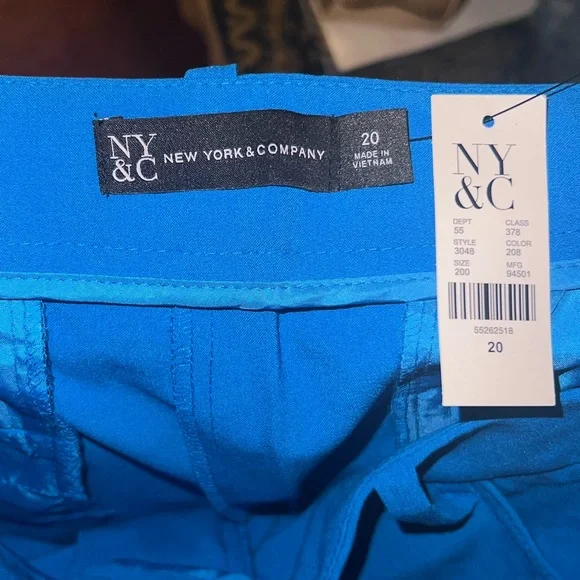 NY
&C
NEW YORK & COMPANY
20
MADE IN
VIETNAM
NY
&C
DEPT CLASS
55 378
STYLE COLOR
3048 208
SIZE MFG
200 94501
55262518
20